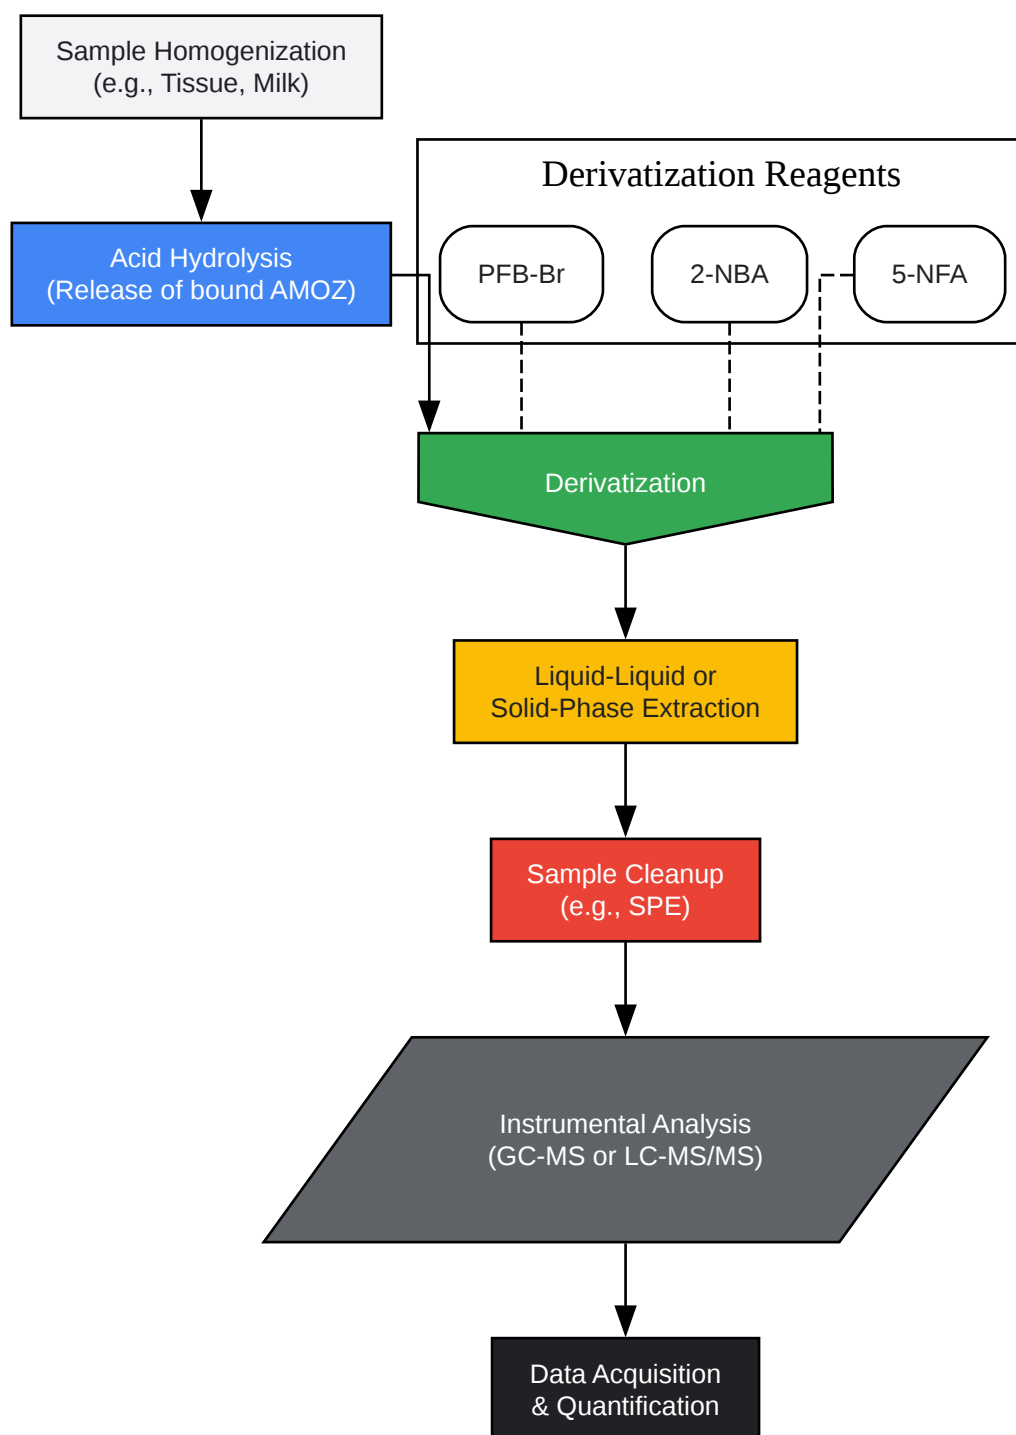 Sample Homogenization
(e.g., Tissue, Milk)
Derivatization Reagents
Acid Hydrolysis
(Release of bound AMOZ)
PFB-Br
2-NBA
5-NFA
Derivatization
Liquid-Liquid or
Solid-Phase Extraction
Sample Cleanup
(e.g., SPE)
Instrumental Analysis
(GC-MS or LC-MS/MS)
Data Acquisition
& Quantification